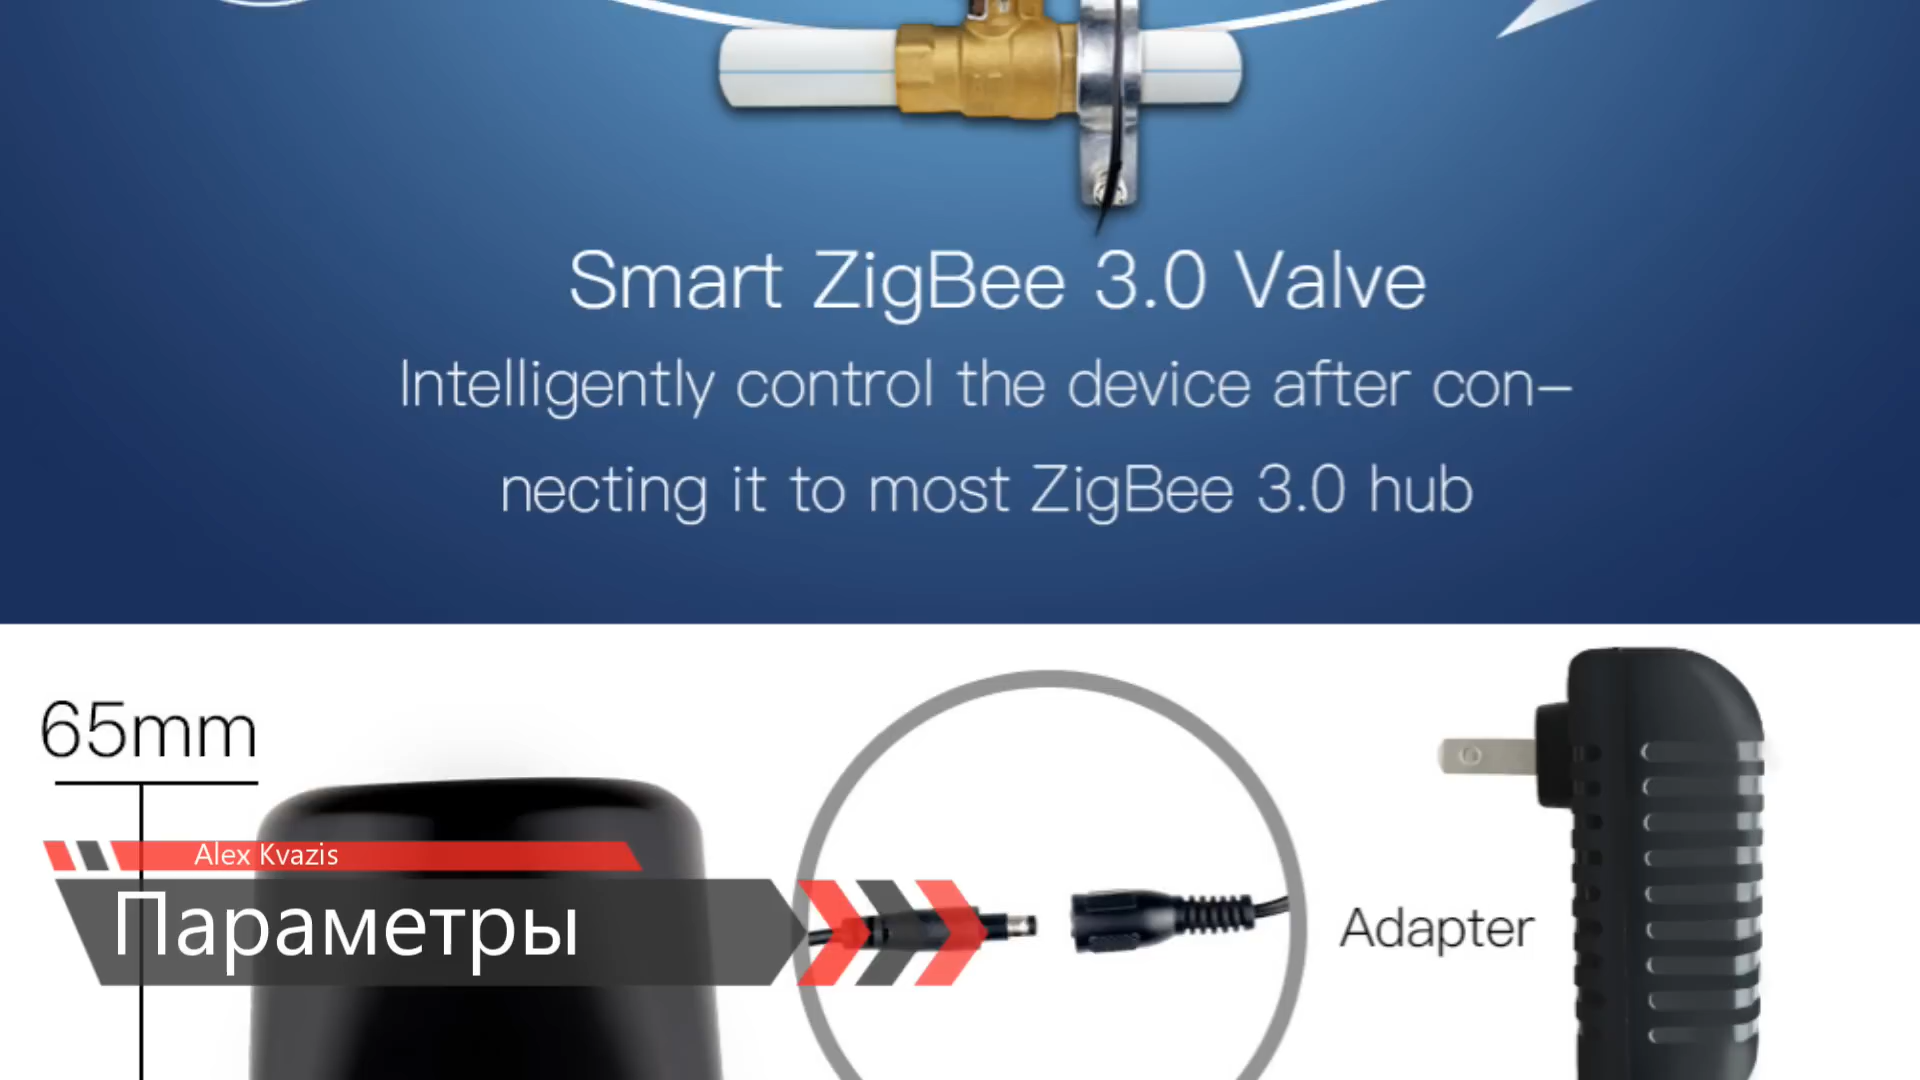 Smart ZigBee 3.0 Valve
Intelligently control the device after con–
necting it to most ZigBee 3.0 hub
65mm
Alex Kvazis
Параметры
Adapter